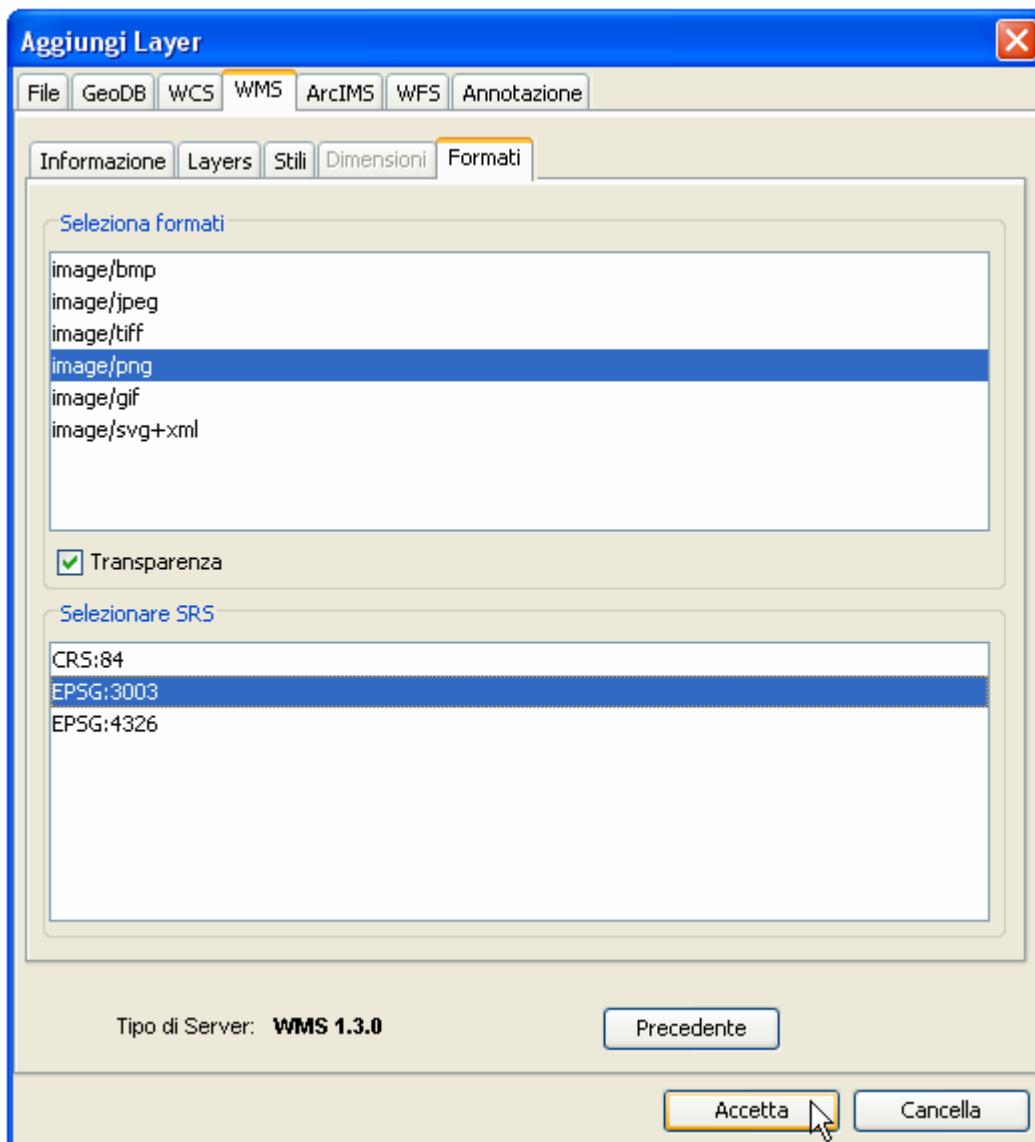 Aggiungi Layer
File GeoDB WCS WMS ArcIMS WFS Annotazione
Informazione Layers Stili Dimensioni Formati
Seleziona formati
image/bmp
image/jpeg
image/tiff
image/png
image/gif
image/svg+xml
Transparenza
Selezionare SRS
CRS:84
EPSG:3003
EPSG:4326
Tipo di Server: WMS 1.3.0 Precedente
Accetta Cancella